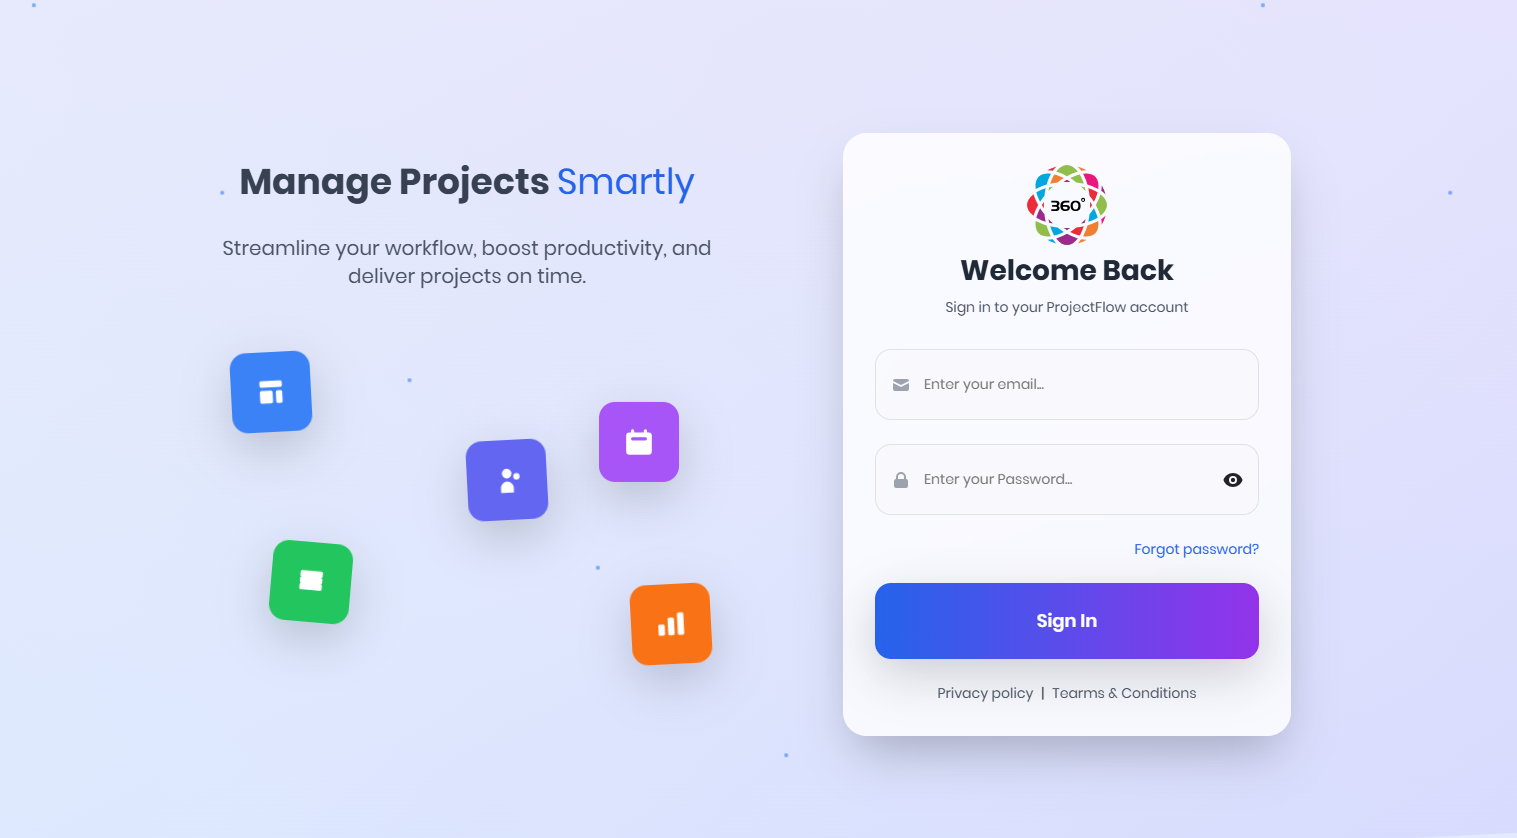 Manage Projects Smartly
Streamline your workflow, boost productivity, and
deliver projects on time.
360°
Welcome Back
Sign in to your ProjectFlow account
Enter your email...
Enter your Password...
Forgot password?
Sign In
Privacy policy | Tearms & Conditions